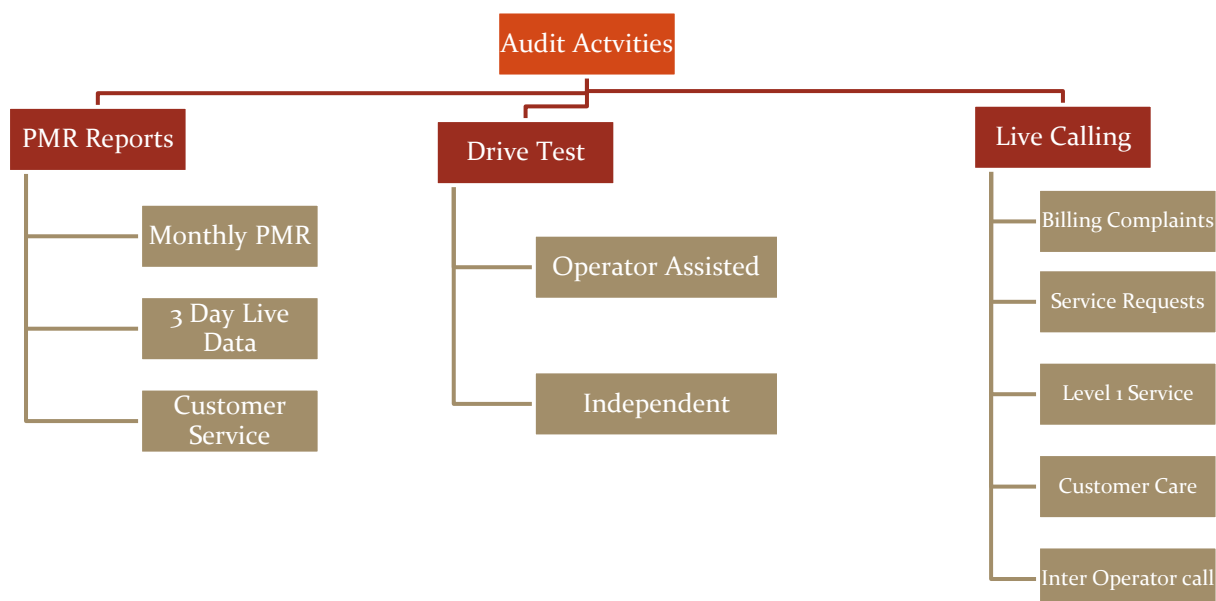 Audit Actvities
PMR Reports
Monthly PMR
3 Day Live
Data
Customer
Service
Drive Test
Operator Assisted
Independent
Live Calling
Billing Complaints
Service Requests
Level 1 Service
Customer Care
Inter Operator call